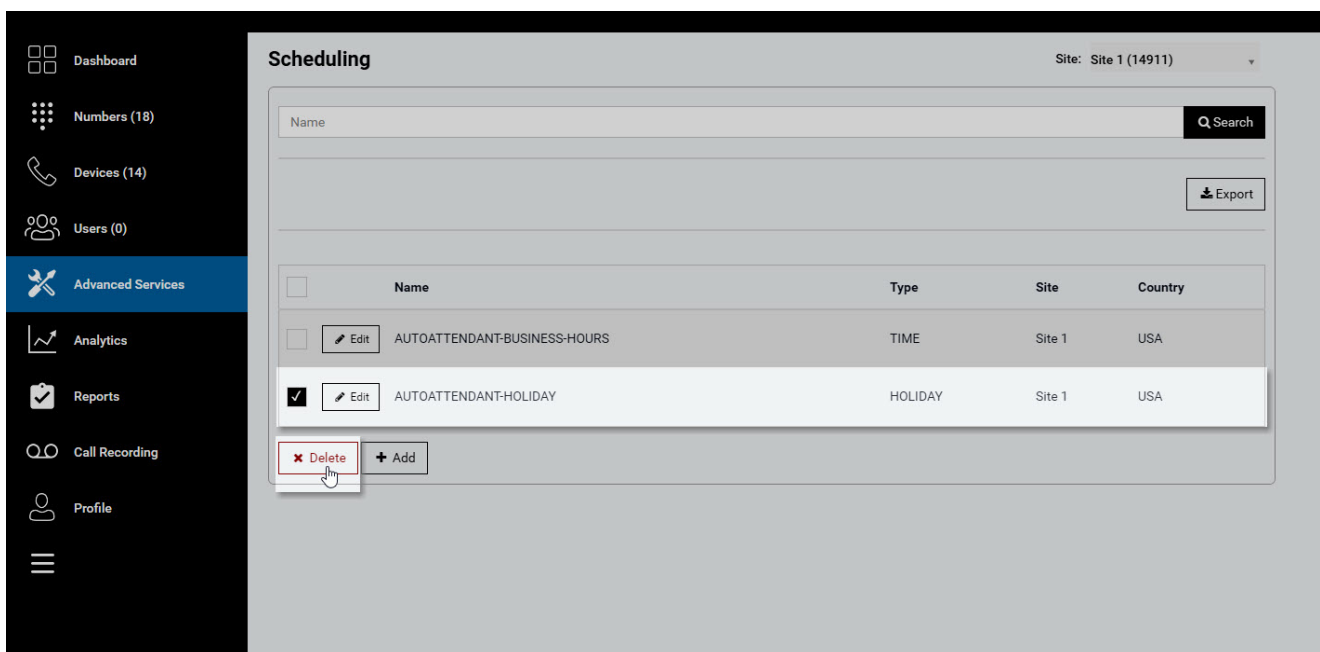 Dashboard
Numbers (18)
Devices (14)
Users (0)
Advanced Services
Analytics
Reports
Call Recording
Profile
Scheduling
Site: Site 1 (14911)
Name
Search
Export
Name Type Site Country
Edit AUTOATTENDANT-BUSINESS-HOURS TIME Site 1 USA
Edit AUTOATTENDANT-HOLIDAY HOLIDAY Site 1 USA
Delete Add